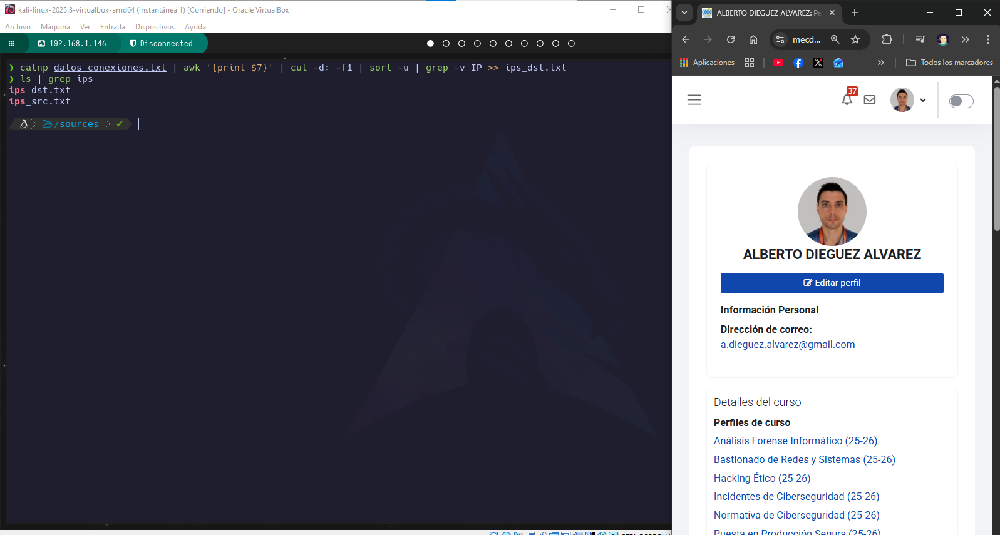 kali-linux-2025.3-virtualbox-amd64 (Instantánea 1) [Corriendo] - Oracle VirtualBox
Archivo Máquina Ver Entrada Dispositivos Ayuda
192.168.1.146 Disconnected
❯ catnp datos_conexiones.txt | awk '{print $7}' | cut -d: -f1 | sort -u | grep -v IP >> ips_dst.txt
❯ ls | grep ips
ips_dst.txt
ips_src.txt
/sources ✔
ALBERTO DIEGUEZ ALVAREZ: Pe
mecd...
Aplicaciones
Todos los marcadores
37
ALBERTO DIEGUEZ ALVAREZ
Editar perfil
Información Personal
Dirección de correo:
a.dieguez.alvarez@gmail.com
Detalles del curso
Perfiles de curso
Análisis Forense Informático (25-26)
Bastionado de Redes y Sistemas (25-26)
Hacking Ético (25-26)
Incidentes de Ciberseguridad (25-26)
Normativa de Ciberseguridad (25-26)
Puesta en Producción Segura (25-26)